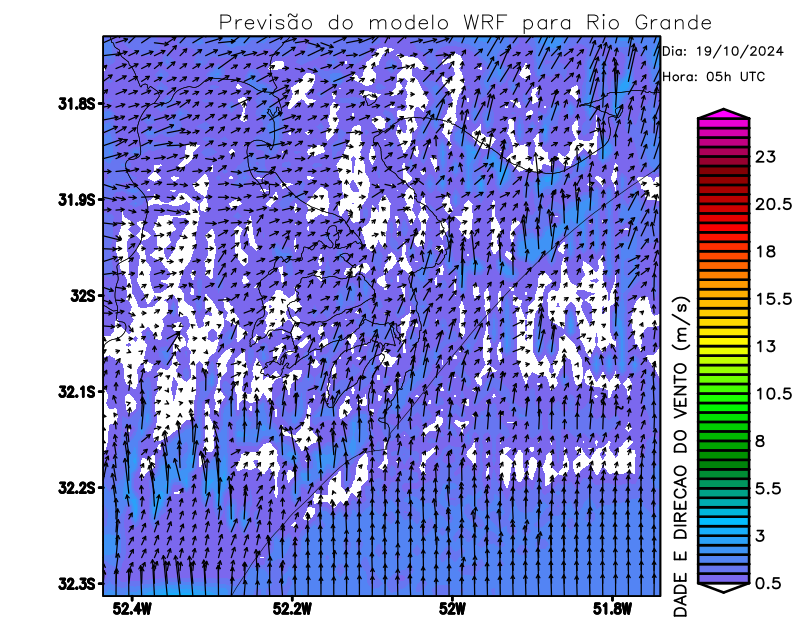 Previsão do modelo WRF para Rio Grande
Dia: 19/10/2024
Hora: 05h UTC
31.8S
31.9S
32S
32.1S
32.2S
32.3S
52.4W
52.2W
52W
51.8W
23
20.5
18
15.5
13
10.5
8
5.5
3
0.5
DADE E DIRECAO DO VENTO (m/s)